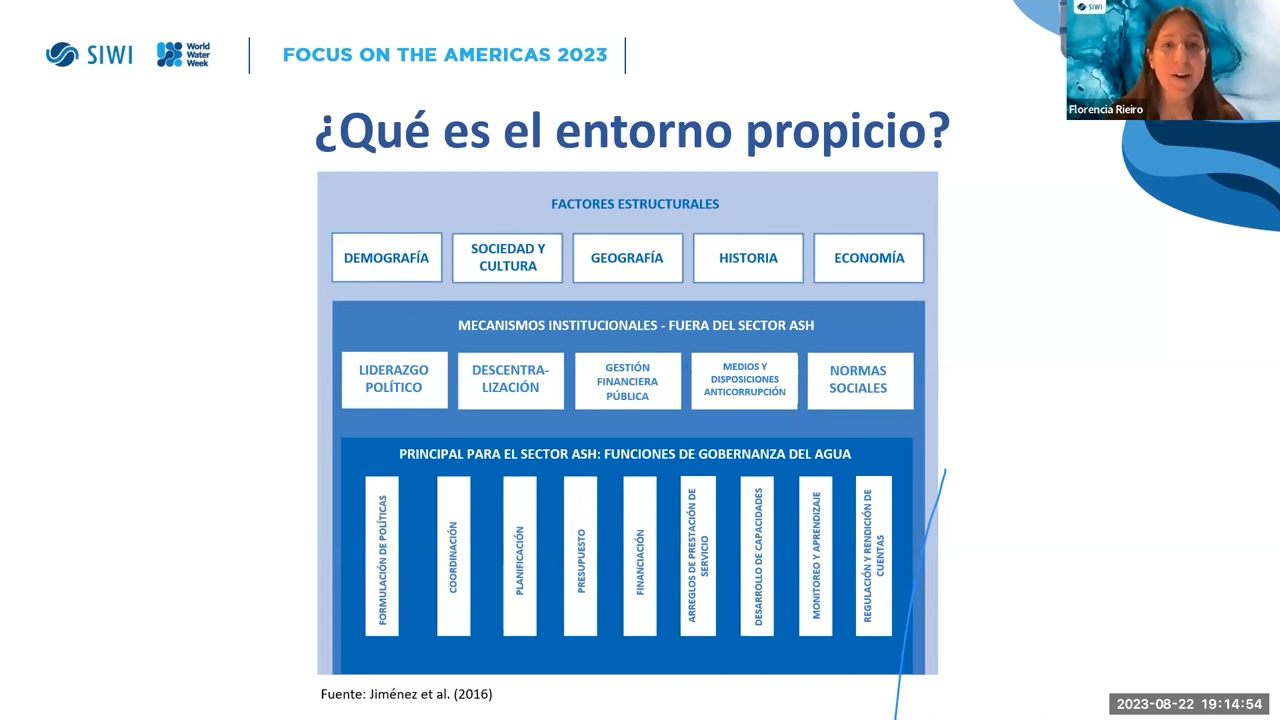 SIWI
World
Water
Week
FOCUS ON THE AMERICAS 2023
SIWI
Florencia Rieiro
¿Qué es el entorno propicio?
FACTORES ESTRUCTURALES
DEMOGRAFÍA
SOCIEDAD Y
CULTURA
GEOGRAFÍA
HISTORIA
ECONOMÍA
MECANISMOS INSTITUCIONALES - FUERA DEL SECTOR ASH
LIDERAZGO
POLÍTICO
DESCENTRA-
LIZACIÓN
GESTIÓN
FINANCIERA
PÚBLICA
MEDIOS Y
DISPOSICIONES
ANTICORRUPCIÓN
NORMAS
SOCIALES
PRINCIPAL PARA EL SECTOR ASH: FUNCIONES DE GOBERNANZA DEL AGUA
FORMULACIÓN DE POLÍTICAS
COORDINACIÓN
PLANIFICACIÓN
PRESUPUESTO
FINANCIACIÓN
ARREGLOS DE PRESTACIÓN DE
SERVICIO
DESARROLLO DE CAPACIDADES
MONITOREO Y APRENDIZAJE
REGULACIÓN Y RENDICIÓN DE
CUENTAS
Fuente: Jiménez et al. (2016)
2023-08-22 19:14:54